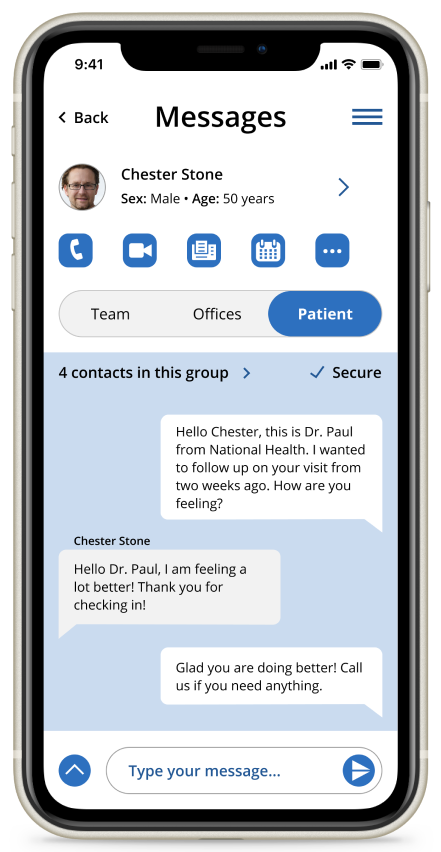 9:41
Back
Messages
Chester Stone
Sex: Male • Age: 50 years
Team Offices Patient
4 contacts in this group
Secure
Hello Chester, this is Dr. Paul
from National Health. I wanted
to follow up on your visit from
two weeks ago. How are you
feeling?
Chester Stone
Hello Dr. Paul, I am feeling a
lot better! Thank you for
checking in!
Glad you are doing better! Call
us if you need anything.
Type your message...